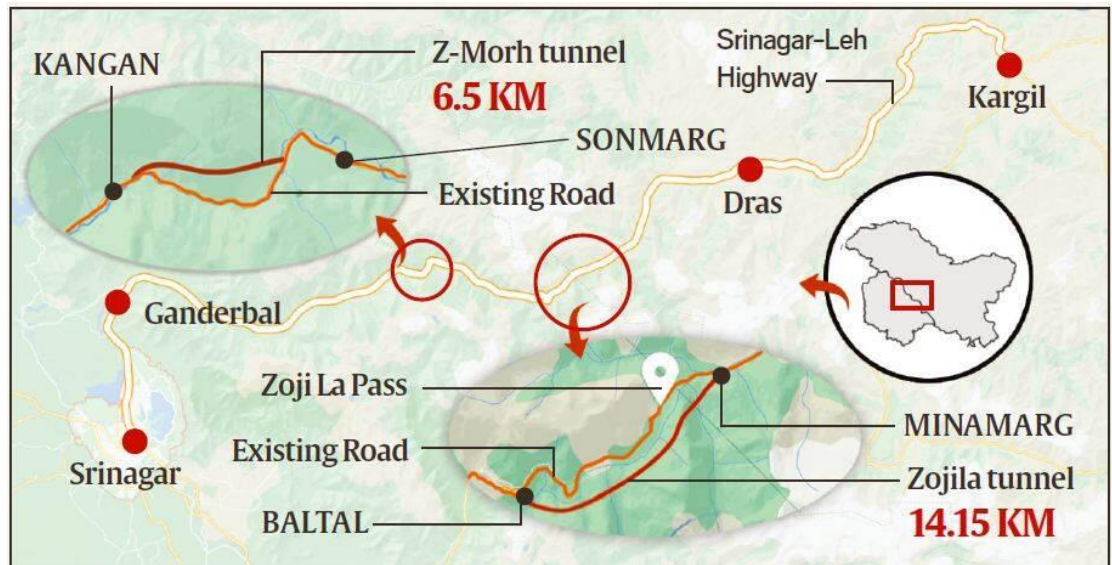 KANGAN
Z-Morh tunnel
6.5 KM
SONMARG
Existing Road
Srinagar-Leh
Highway
Kargil
Dras
Ganderbal
Srinagar
Zoji La Pass
Existing Road
BALTAL
MINAMARG
Zojila tunnel
14.15 KM